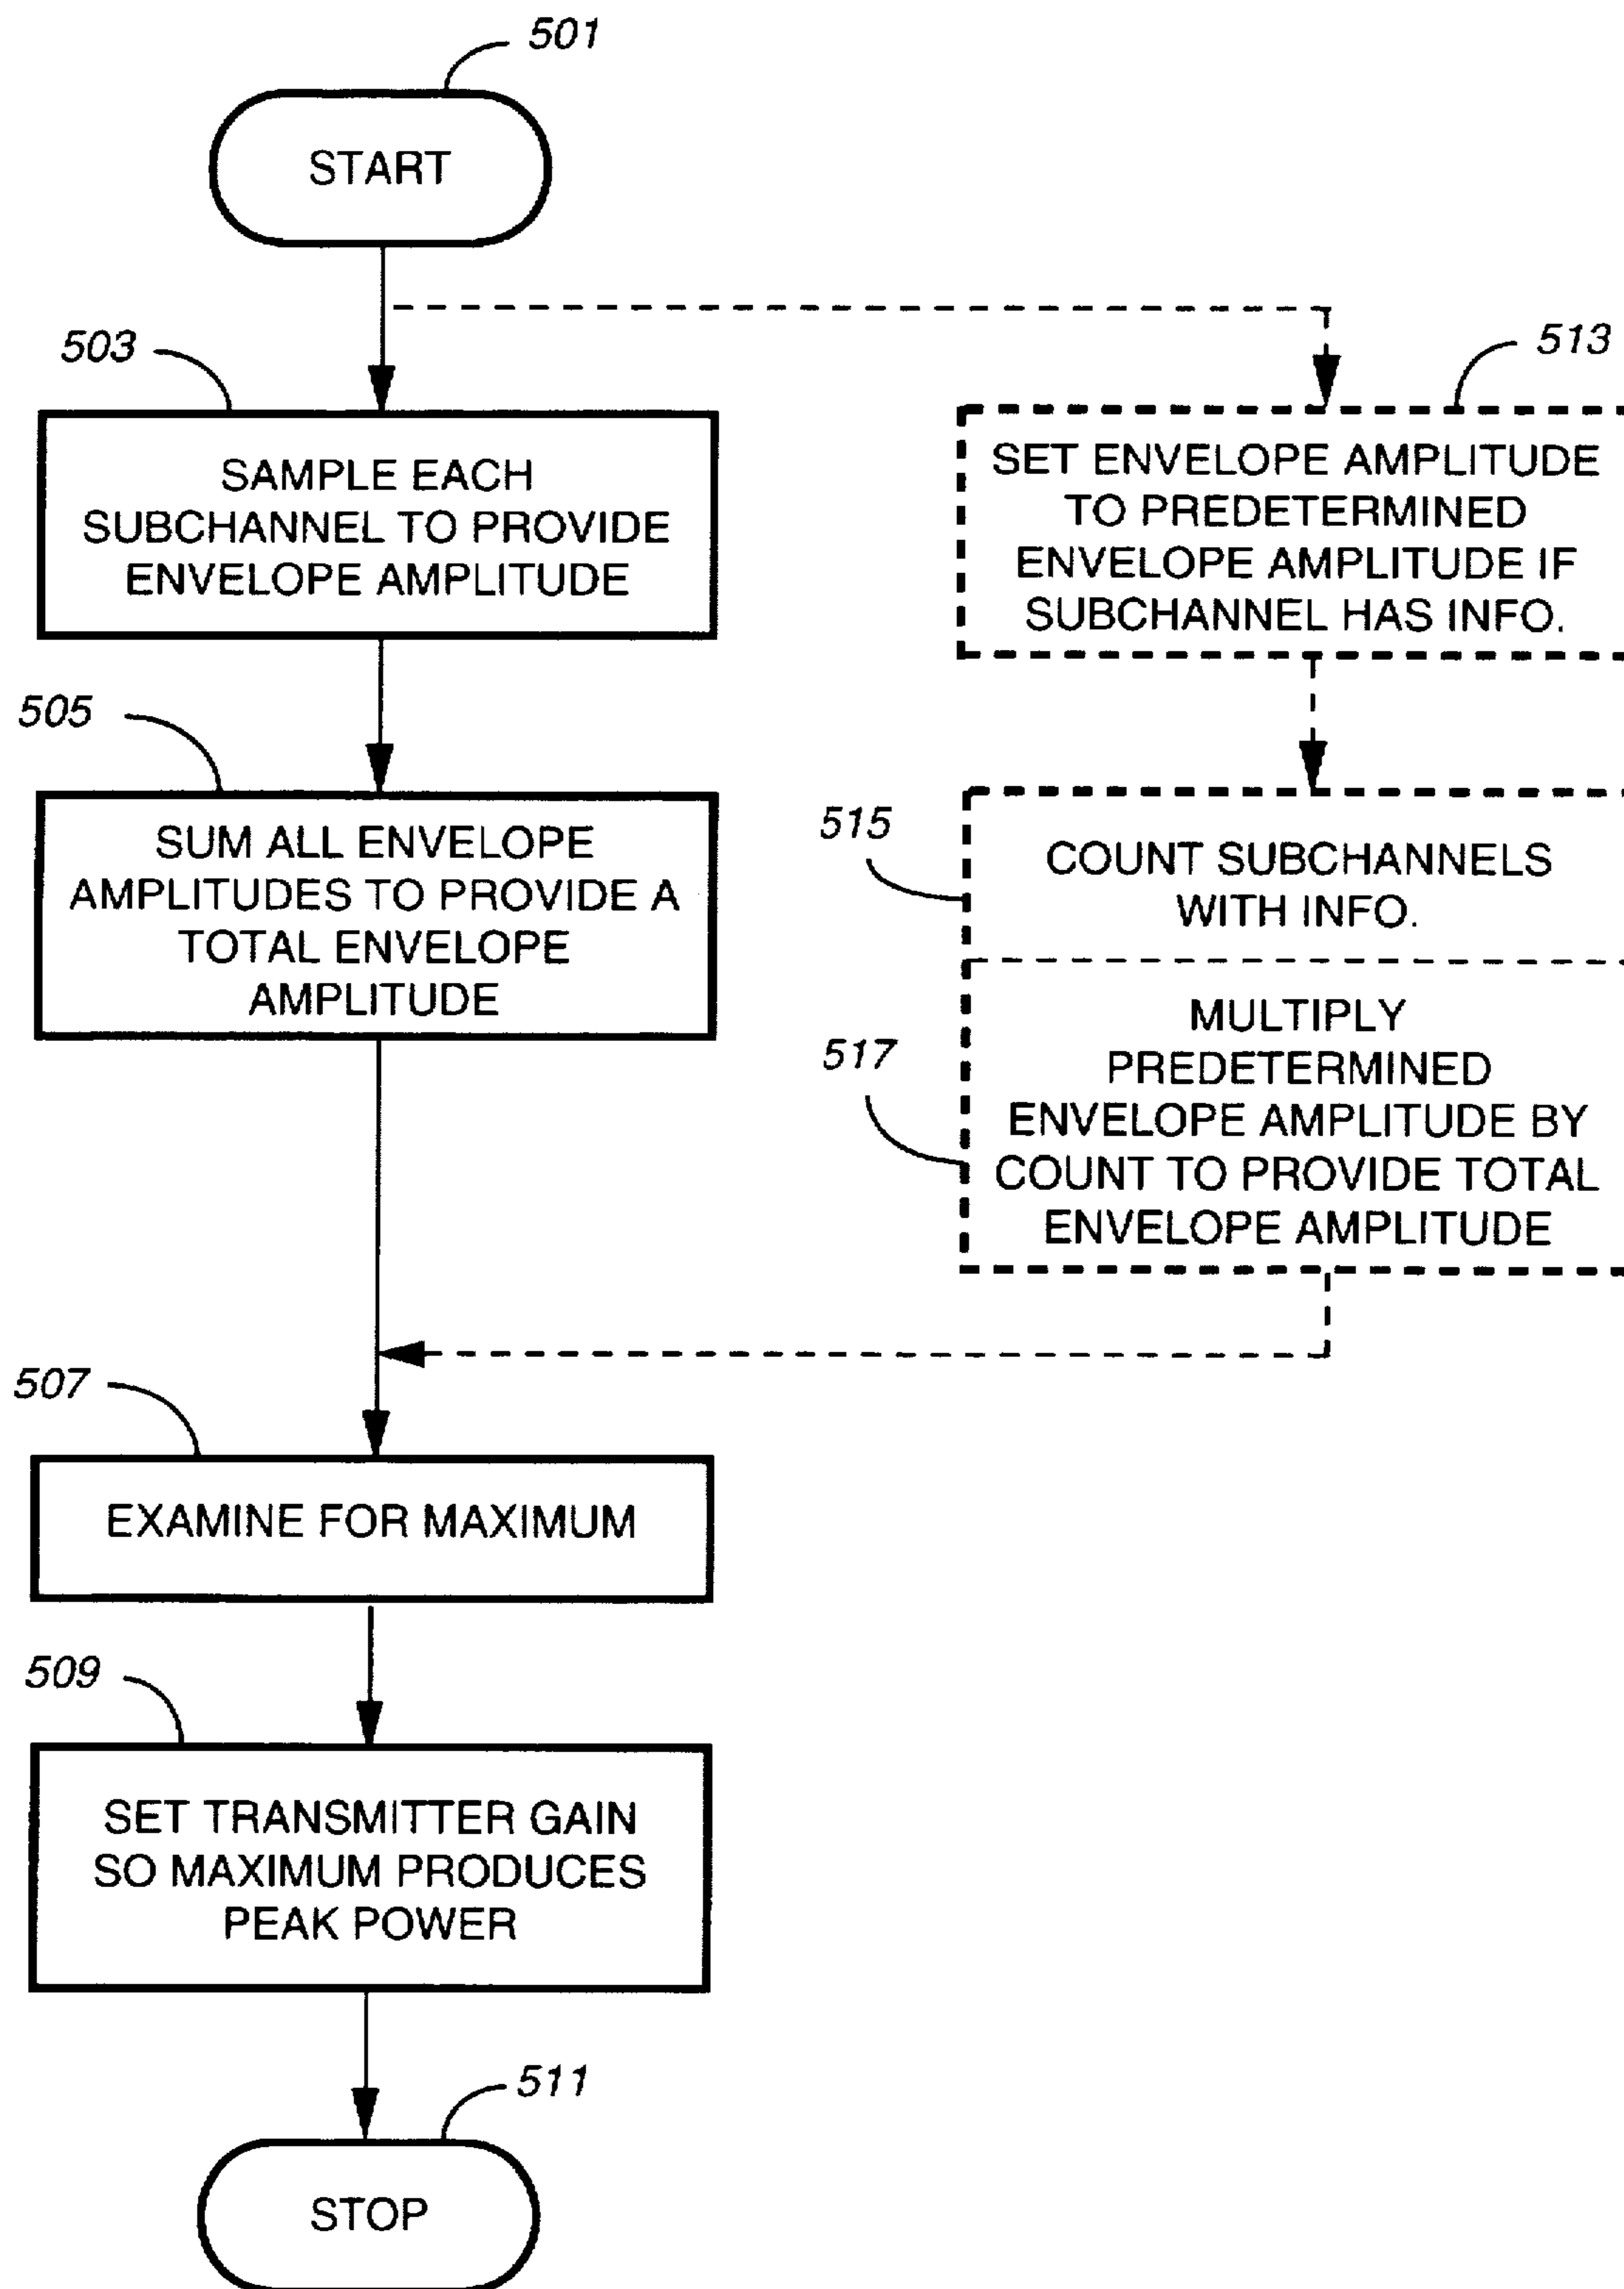 501
START
503
SAMPLE EACH
SUBCHANNEL TO PROVIDE
ENVELOPE AMPLITUDE
513
SET ENVELOPE AMPLITUDE
TO PREDETERMINED
ENVELOPE AMPLITUDE IF
SUBCHANNEL HAS INFO.
505
SUM ALL ENVELOPE
AMPLITUDES TO PROVIDE A
TOTAL ENVELOPE
AMPLITUDE
515
COUNT SUBCHANNELS
WITH INFO.
517
MULTIPLY
PREDETERMINED
ENVELOPE AMPLITUDE BY
COUNT TO PROVIDE TOTAL
ENVELOPE AMPLITUDE
507
EXAMINE FOR MAXIMUM
509
SET TRANSMITTER GAIN
SO MAXIMUM PRODUCES
PEAK POWER
511
STOP